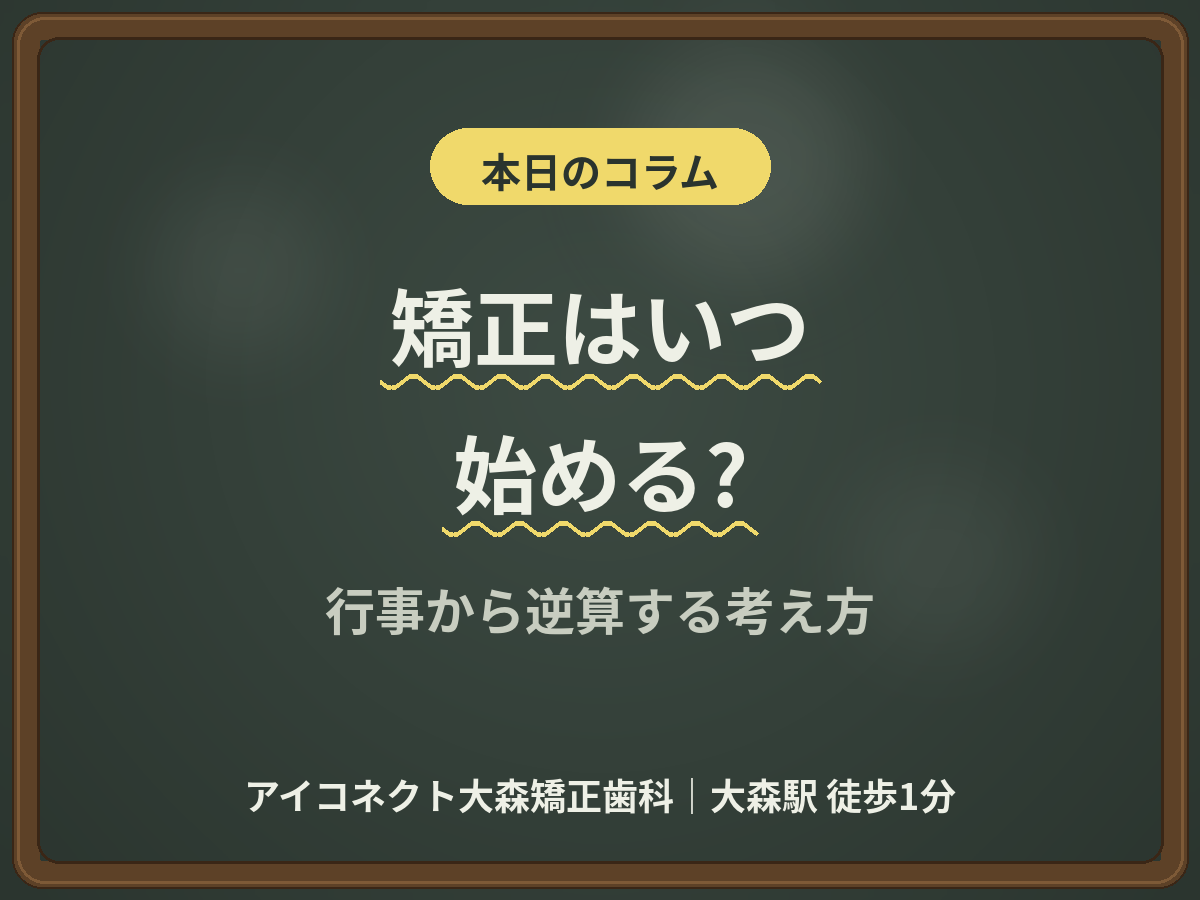 本日のコラム
矯正はいつ
始める?
行事から逆算する考え方
アイコネクト大森矯正歯科｜大森駅 徒歩1分